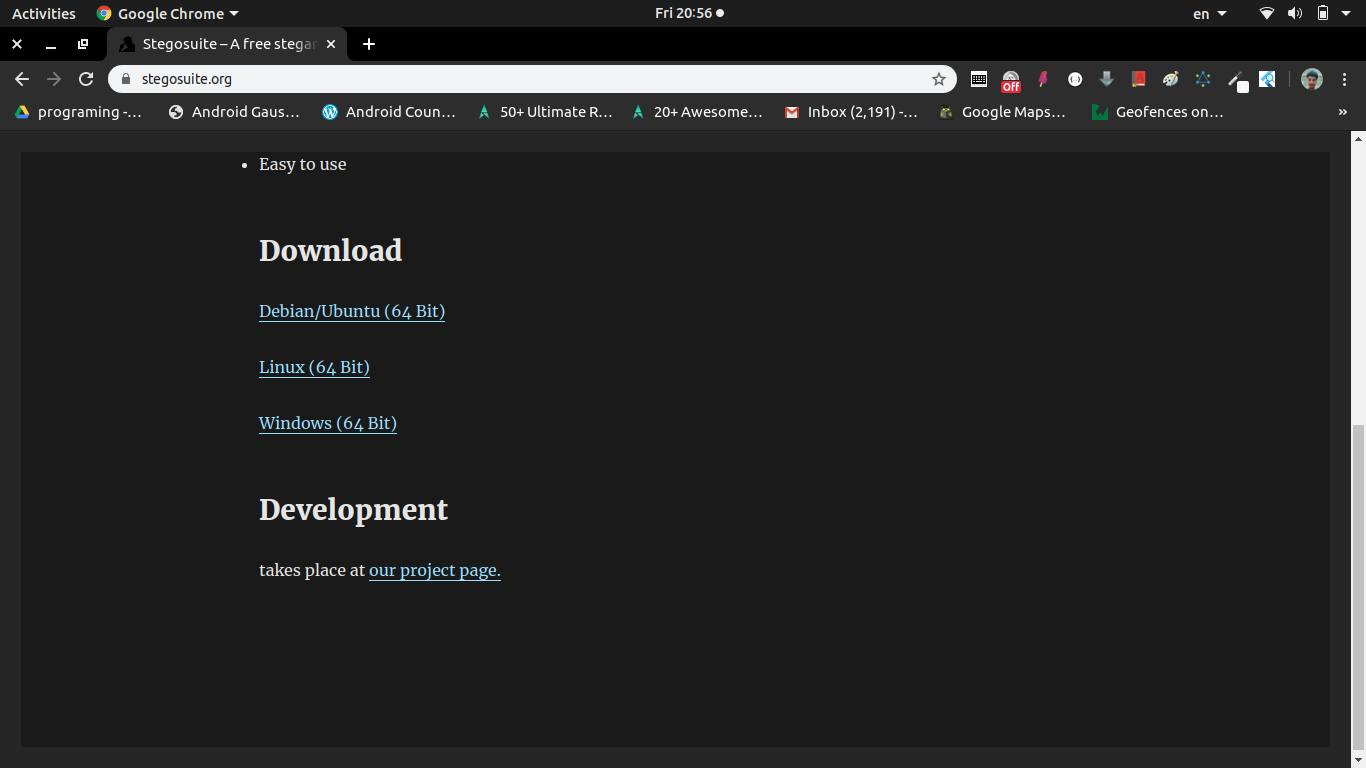 Activities Google Chrome Fri 20:56 en
Stegosuite – A free stegan
stegosuite.org Off
programing -... Android Gaus... Android Coun... 50+ Ultimate R... 20+ Awesome... Inbox (2,191) -... Google Maps... Geofences on... »
Easy to use
Download
Debian/Ubuntu (64 Bit)
Linux (64 Bit)
Windows (64 Bit)
Development
takes place at our project page.